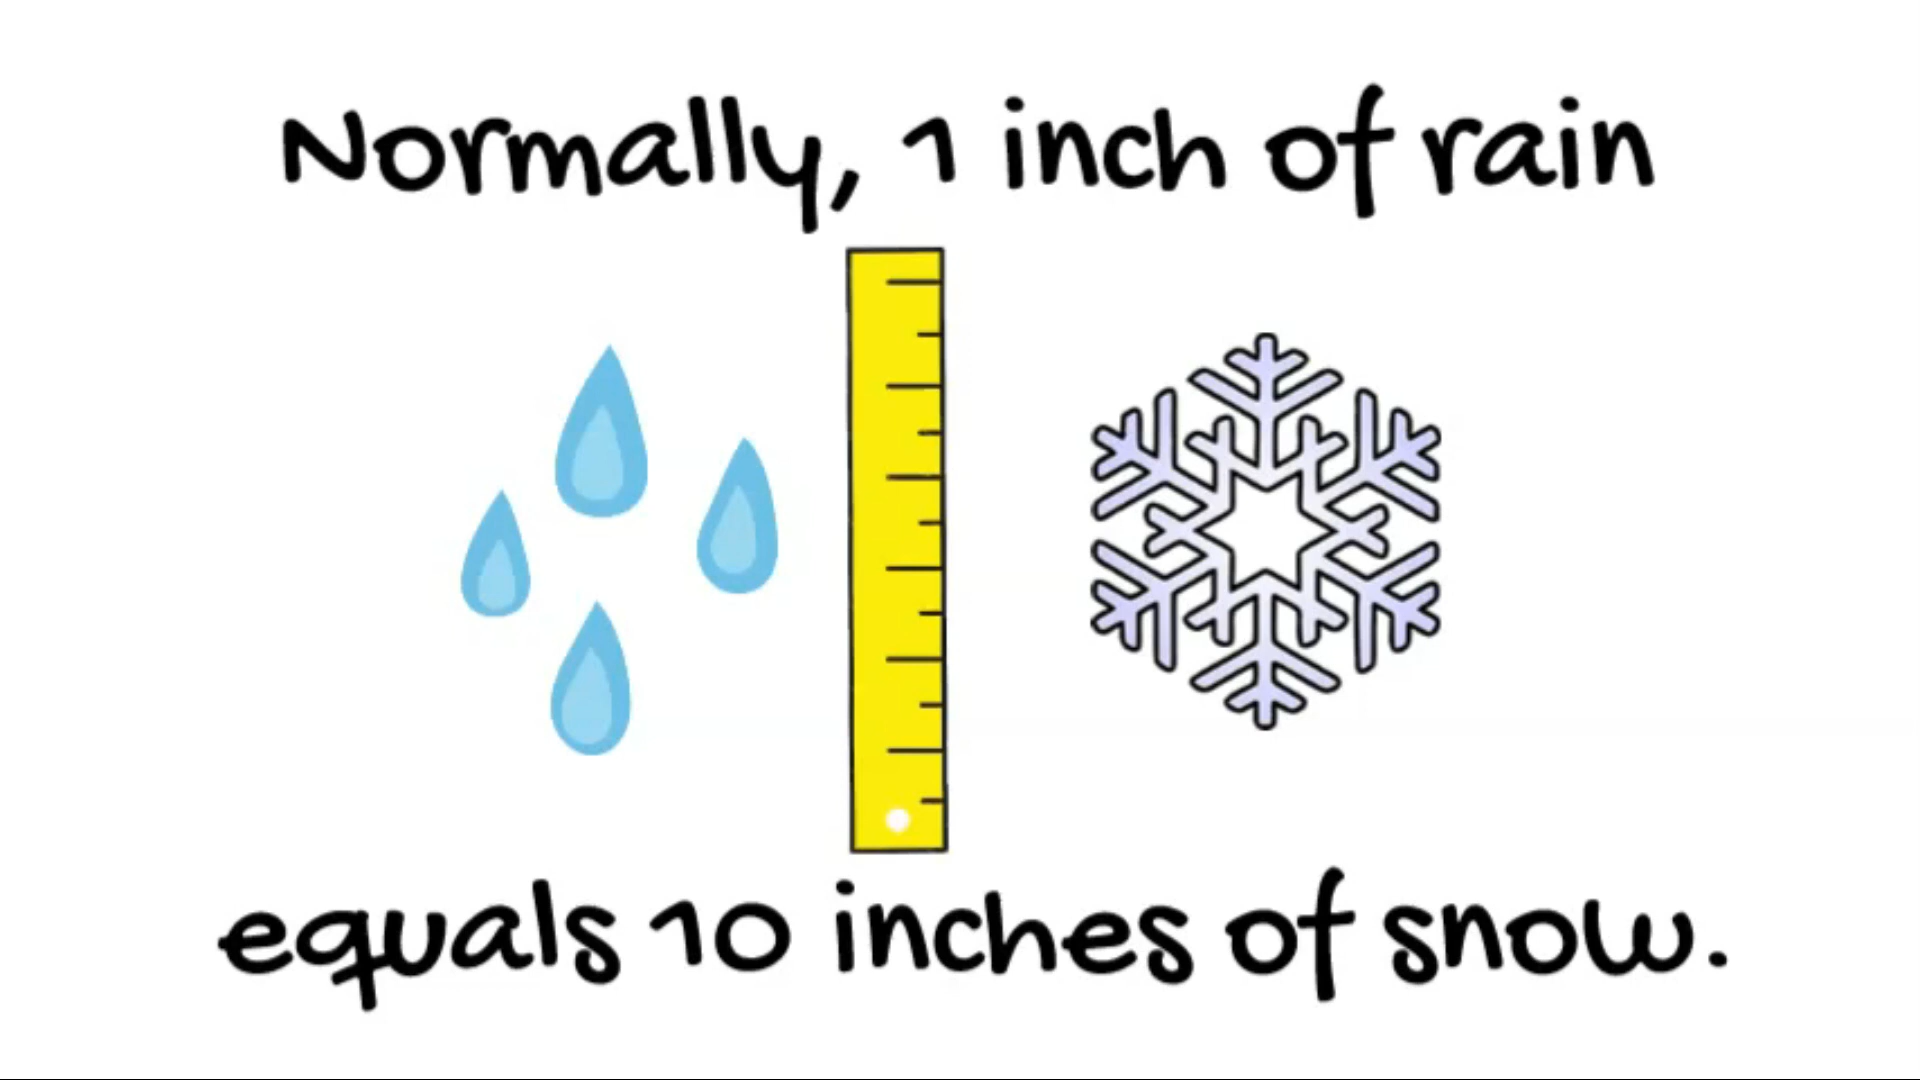 Normally, 1 inch of rain
equals 10 inches of snow.